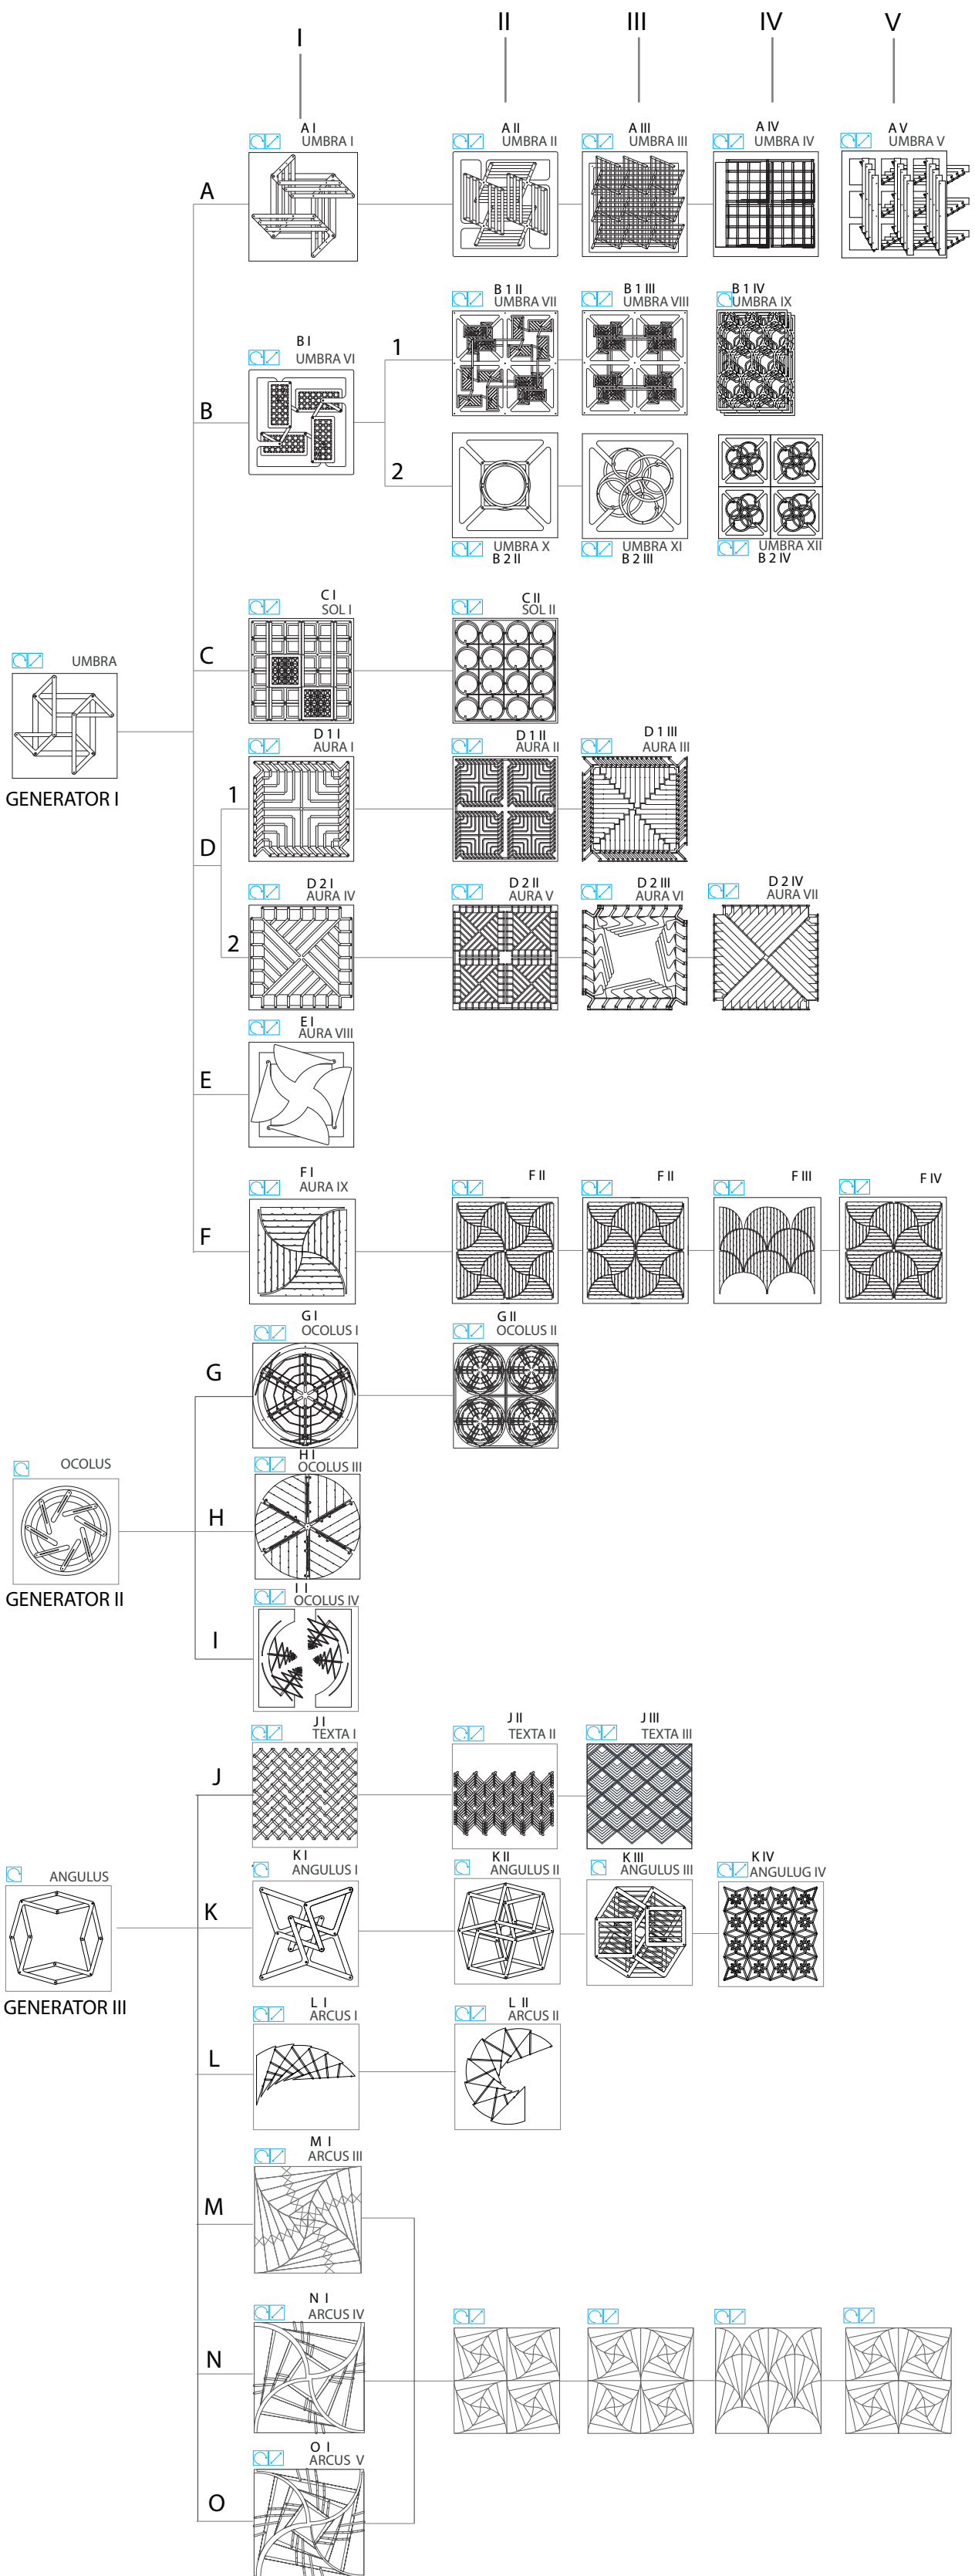 I
II
III
IV
V
A
A I
UMBRA I
A II
UMBRA II
A III
UMBRA III
A IV
UMBRA IV
A V
UMBRA V
B
B I
UMBRA VI
1
B 1 II
UMBRA VII
B 1 III
UMBRA VIII
B 1 IV
UMBRA IX
2
UMBRA X
B 2 II
UMBRA XI
B 2 III
UMBRA XII
B 2 IV
C
C I
SOL I
C II
SOL II
UMBRA
GENERATOR I
D
1
D 1 I
AURA I
D 1 II
AURA II
D 1 III
AURA III
2
D 2 I
AURA IV
D 2 II
AURA V
D 2 III
AURA VI
D 2 IV
AURA VII
E
E I
AURA VIII
F
F I
AURA IX
F II
F II
F III
F IV
G
G I
OCOLUS I
G II
OCOLUS II
OCOLUS
GENERATOR II
H
H I
OCOLUS III
I
I I
OCOLUS IV
J
J I
TEXTA I
J II
TEXTA II
J III
TEXTA III
ANGULUS
GENERATOR III
K
K I
ANGULUS I
K II
ANGULUS II
K III
ANGULUS III
K IV
ANGULUG IV
L
L I
ARCUS I
L II
ARCUS II
M
M I
ARCUS III
N
N I
ARCUS IV
O
O I
ARCUS V